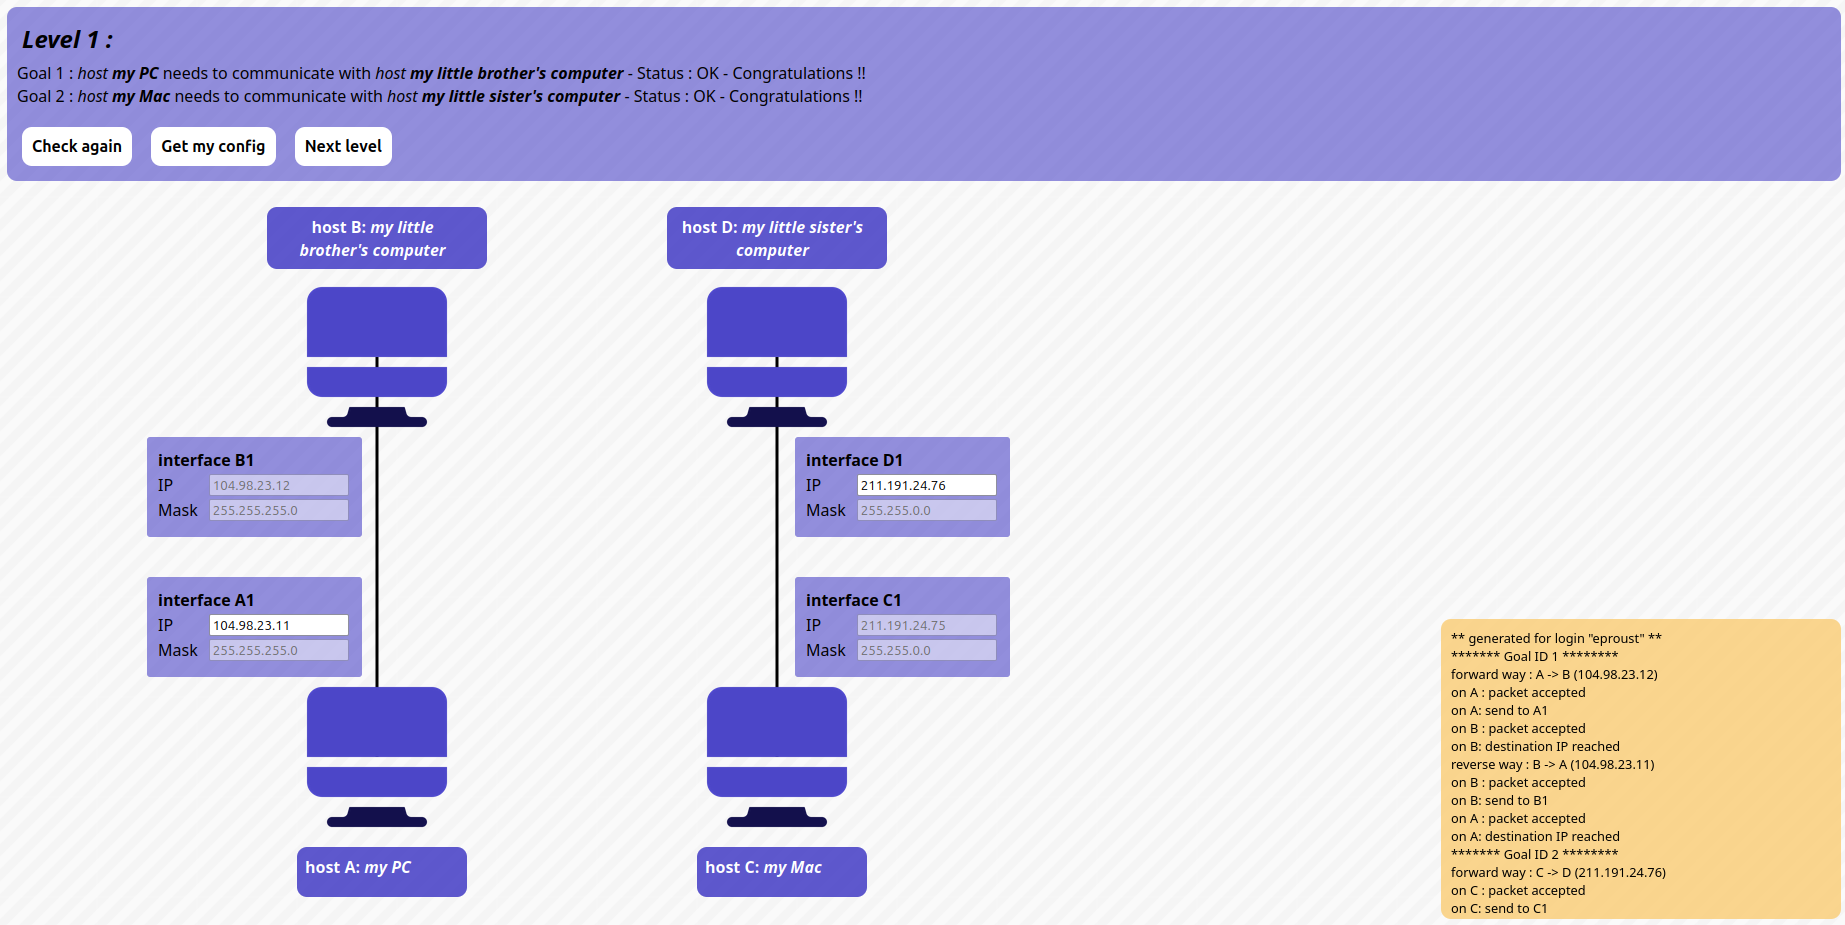 Level 1 :
Goal 1 : host my PC needs to communicate with host my little brother's computer - Status : OK - Congratulations !!
Goal 2 : host my Mac needs to communicate with host my little sister's computer - Status : OK - Congratulations !!
Check again
Get my config
Next level
host B: my little
brother's computer
host D: my little sister's
computer
interface B1
IP 104.98.23.12
Mask 255.255.255.0
interface D1
IP 211.191.24.76
Mask 255.255.0.0
interface A1
IP 104.98.23.11
Mask 255.255.255.0
interface C1
IP 211.191.24.75
Mask 255.255.0.0
host A: my PC
host C: my Mac
** generated for login "eproust" **
******* Goal ID 1 ********
forward way : A -> B (104.98.23.12)
on A : packet accepted
on A: send to A1
on B : packet accepted
on B: destination IP reached
reverse way : B -> A (104.98.23.11)
on B : packet accepted
on B: send to B1
on A : packet accepted
on A: destination IP reached
******* Goal ID 2 ********
forward way : C -> D (211.191.24.76)
on C : packet accepted
on C: send to C1